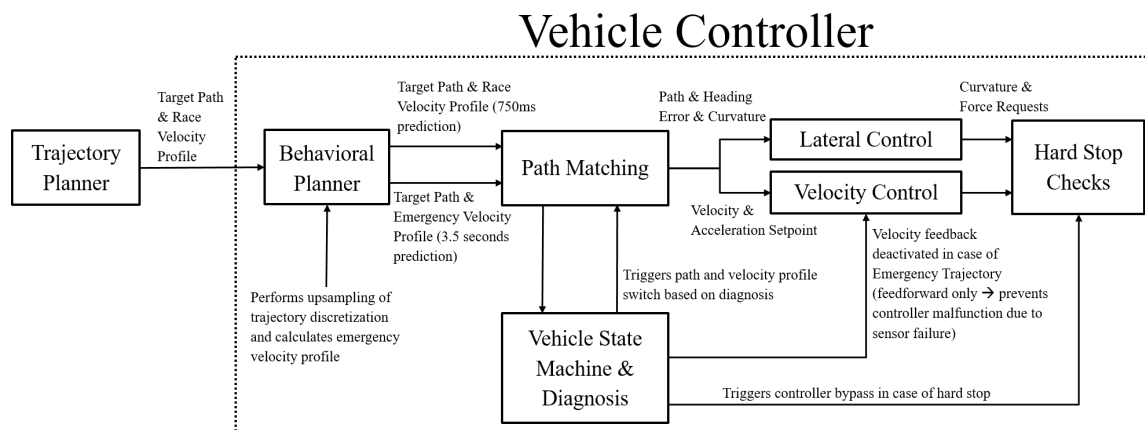 Vehicle Controller
Target Path
& Race
Velocity
Profile
Trajectory
Planner
Behavioral
Planner
Target Path & Race
Velocity Profile (750ms
prediction)
Target Path &
Emergency Velocity
Profile (3.5 seconds
prediction)
Performs upsampling of
trajectory discretization
and calculates emergency
velocity profile
Path Matching
Triggers path and velocity profile
switch based on diagnosis
Vehicle State
Machine &
Diagnosis
Path & Heading
Error & Curvature
Velocity &
Acceleration Setpoint
Lateral Control
Velocity Control
Velocity feedback
deactivated in case of
Emergency Trajectory
(feedforward only → prevents
controller malfunction due to
sensor failure)
Triggers controller bypass in case of hard stop
Curvature &
Force Requests
Hard Stop
Checks